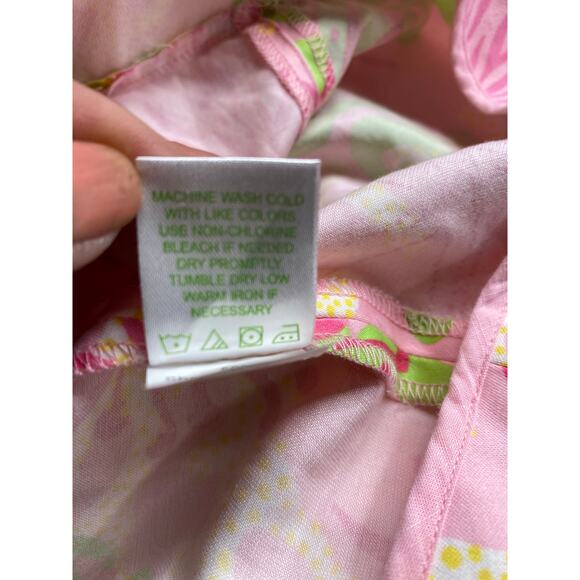 MACHINE WASH COLD
WITH LIKE COLORS
USE NON-CHLORINE
BLEACH IF NEEDED
DRY PROMPTLY
TUMBLE DRY LOW
WARM IRON IF
NECESSARY